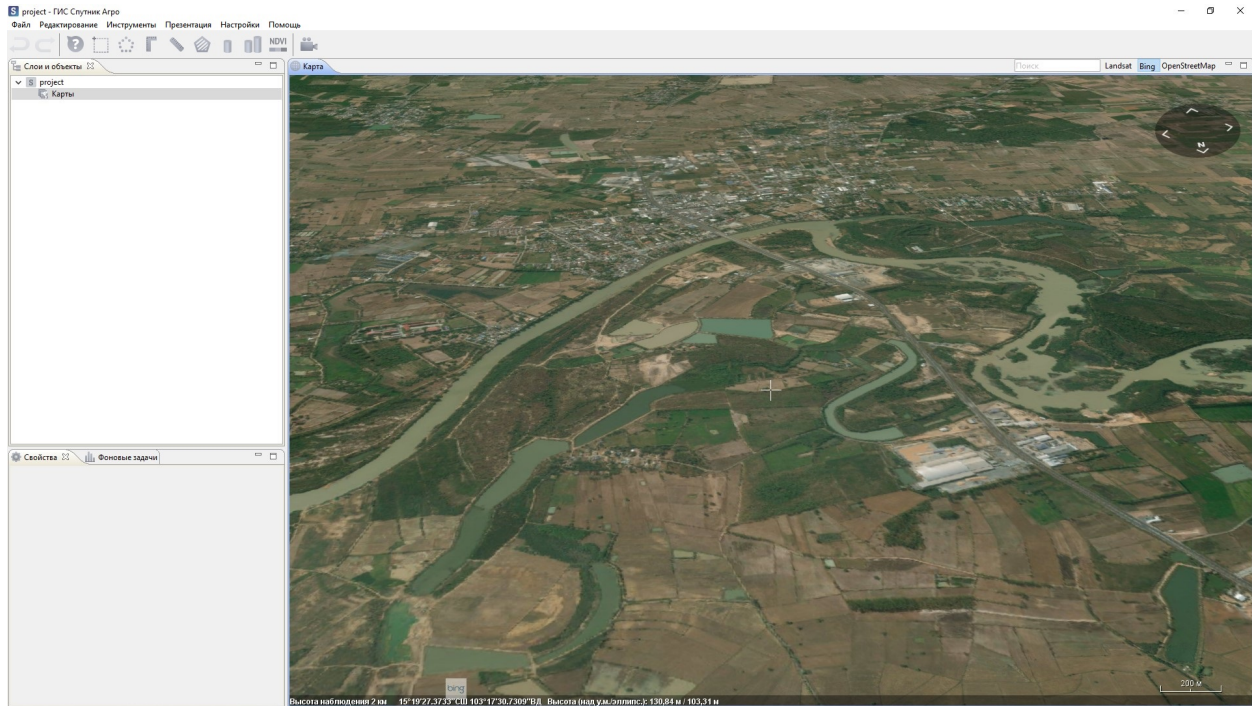 project - ГИС Спутник Агро
Файл Редактирование Инструменты Презентация Настройки Помощь
NDVI
Слои и объекты
Карта
Поиск
Landsat Bing OpenStreetMap
S project
Карты
N
Свойства Фоновые задачи
200 м
bing
Высота наблюдения 2 км 15°19'27.3733"СШ 103°17'30.7309"ВД Высота (над у.м./эллипс.): 130,84 м / 103,31 м